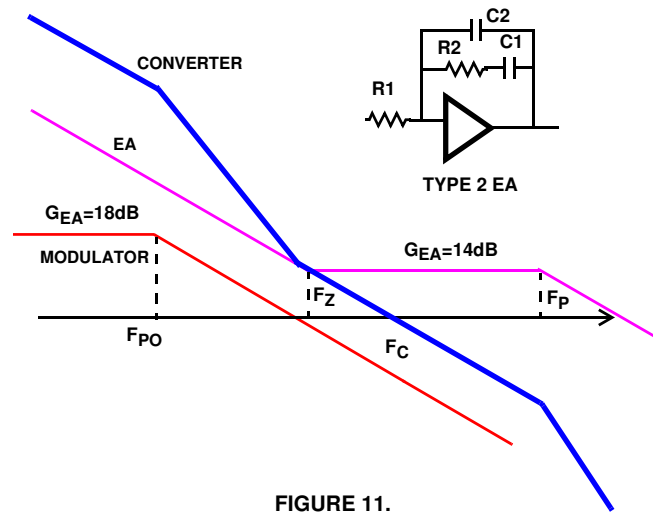 C2
CONVERTER
R2
C1
R1
EA
TYPE 2 EA
GEA=18dB
MODULATOR
GEA=14dB
FZ
FP
FPO
FC
FIGURE 11.